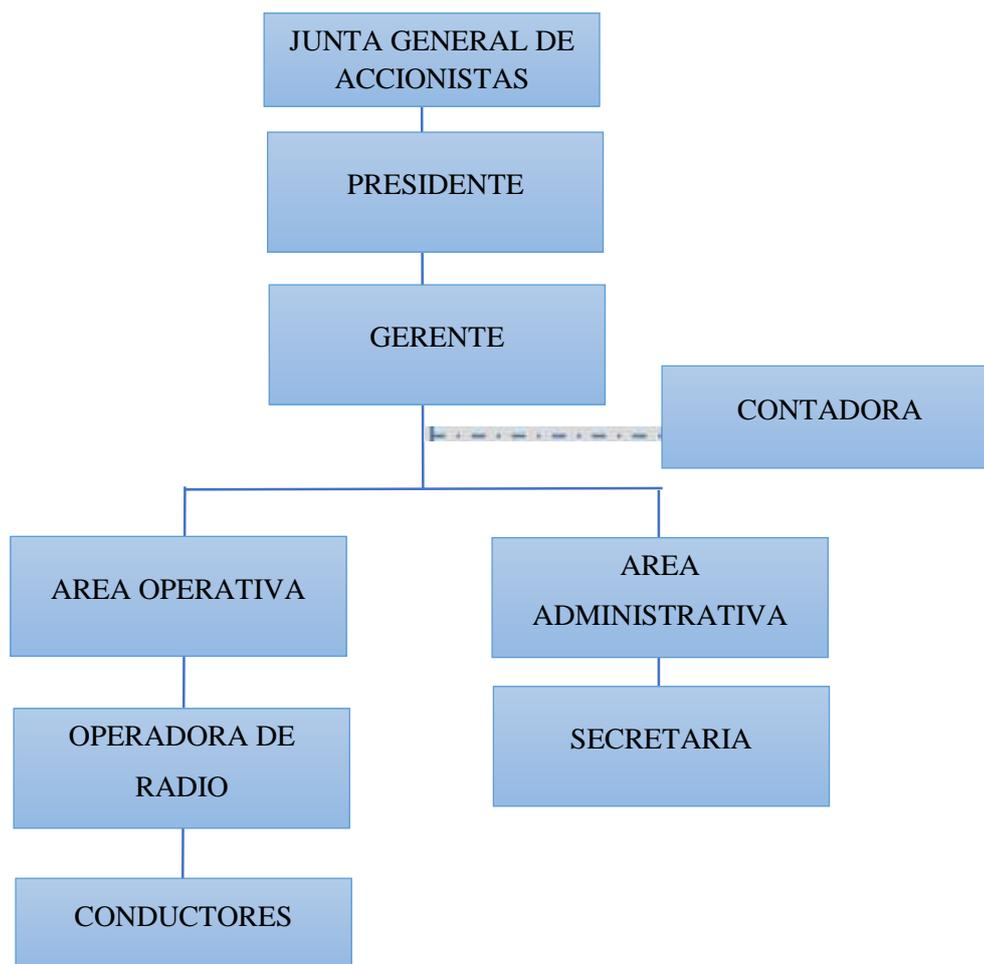 JUNTA GENERAL DE
ACCIONISTAS
PRESIDENTE
GERENTE
CONTADORA
AREA OPERATIVA
AREA
ADMINISTRATIVA
OPERADORA DE
RADIO
SECRETARIA
CONDUCTORES